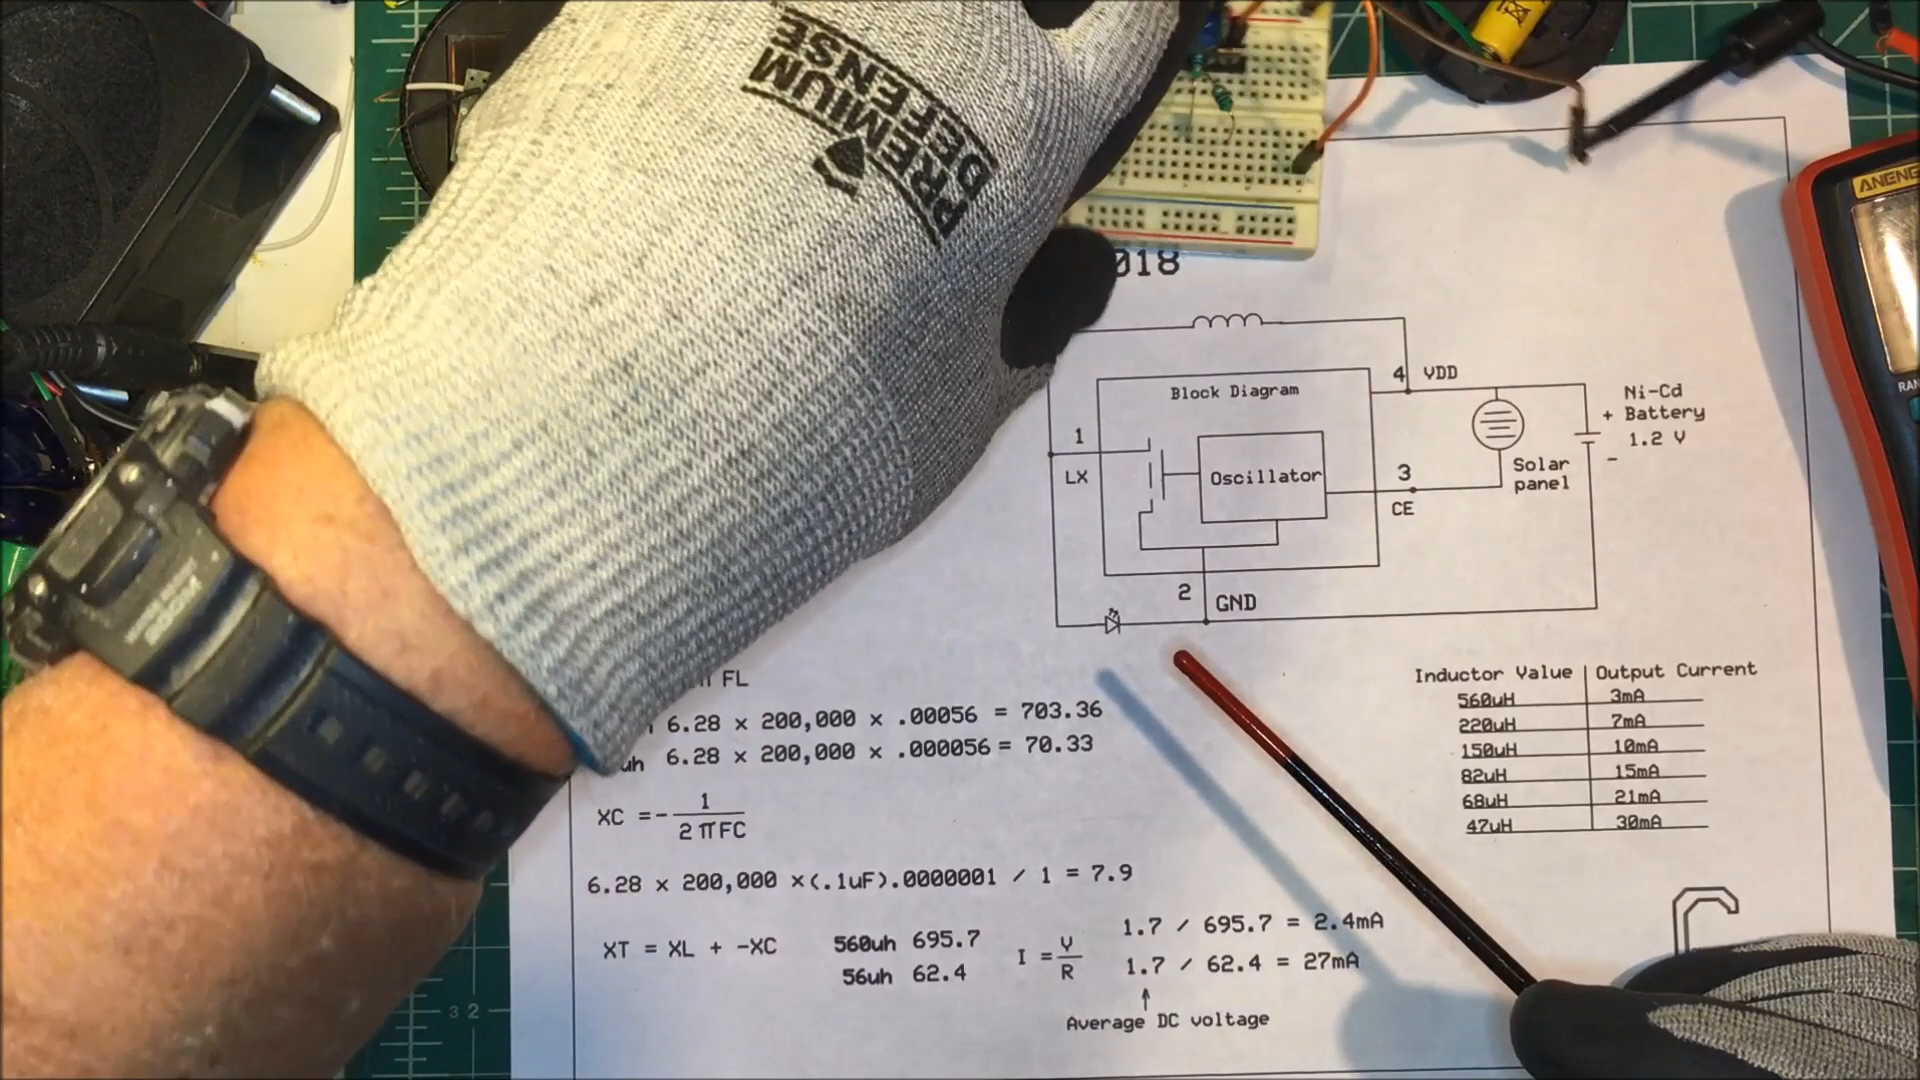 PREMIUM
DEFENSE
ANENG
018
Block Diagram
4 VDD
Ni-Cd
+ Battery
1.2 V
-
1
LX
Oscillator
3
CE
Solar
panel
2
GND
FL
6.28 x 200,000 x .00056 = 703.36
uh 6.28 x 200,000 x .000056 = 70.33
XC = - 1
2 π FC
6.28 x 200,000 x(.1uF).0000001 / 1 = 7.9
XT = XL + -XC
560uh 695.7
56uh 62.4
I = V
R
1.7 / 695.7 = 2.4mA
1.7 / 62.4 = 27mA
↑
Average DC voltage
Inductor Value | Output Current
560uH 3mA
220uH 7mA
150uH 10mA
82uH 15mA
68uH 21mA
47uH 30mA
32